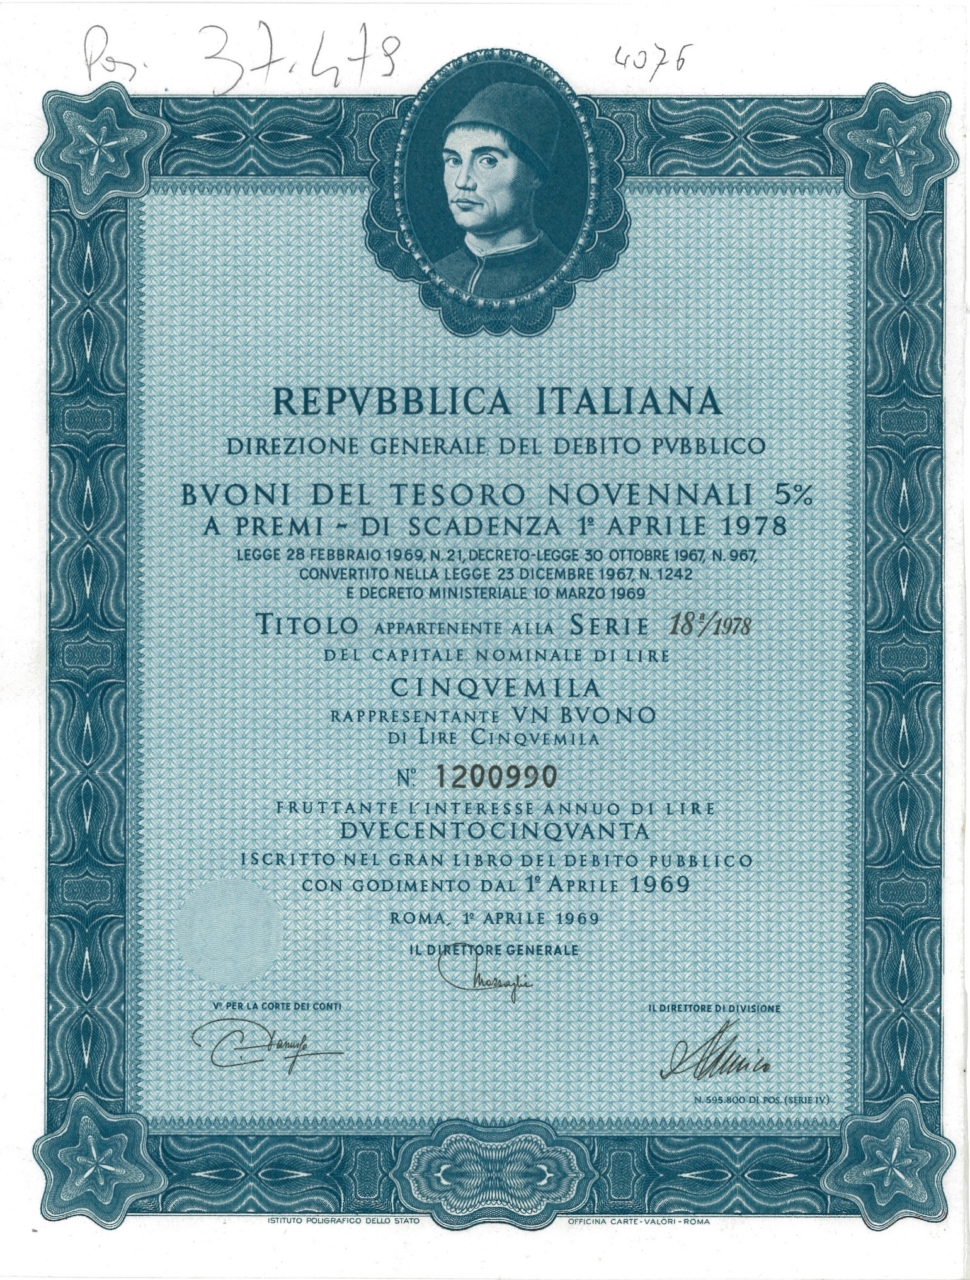 Pos. 37.479
4076
REPVBBLICA ITALIANA
DIREZIONE GENERALE DEL DEBITO PVBBLICO
BVONI DEL TESORO NOVENNALI 5%
A PREMI - DI SCADENZA 1º APRILE 1978
LEGGE 28 FEBBRAIO 1969, N. 21, DECRETO-LEGGE 30 OTTOBRE 1967, N. 967,
CONVERTITO NELLA LEGGE 23 DICEMBRE 1967, N. 1242
E DECRETO MINISTERIALE 10 MARZO 1969
TITOLO APPARTENENTE ALLA SERIE 18ª/1978
DEL CAPITALE NOMINALE DI LIRE
CINQVEMILA
RAPPRESENTANTE VN BVONO
DI LIRE CINQVEMILA
Nº 1200990
FRUTTANTE L'INTERESSE ANNUO DI LIRE
DVECENTOCINQVANTA
ISCRITTO NEL GRAN LIBRO DEL DEBITO PUBBLICO
CON GODIMENTO DAL 1º APRILE 1969
ROMA, 1º APRILE 1969
IL DIRETTORE GENERALE
Vº PER LA CORTE DEI CONTI
IL DIRETTORE DI DIVISIONE
N. 595.800 DI POS. (SERIE IV)
ISTITUTO POLIGRAFICO DELLO STATO
OFFICINA CARTE-VALORI - ROMA